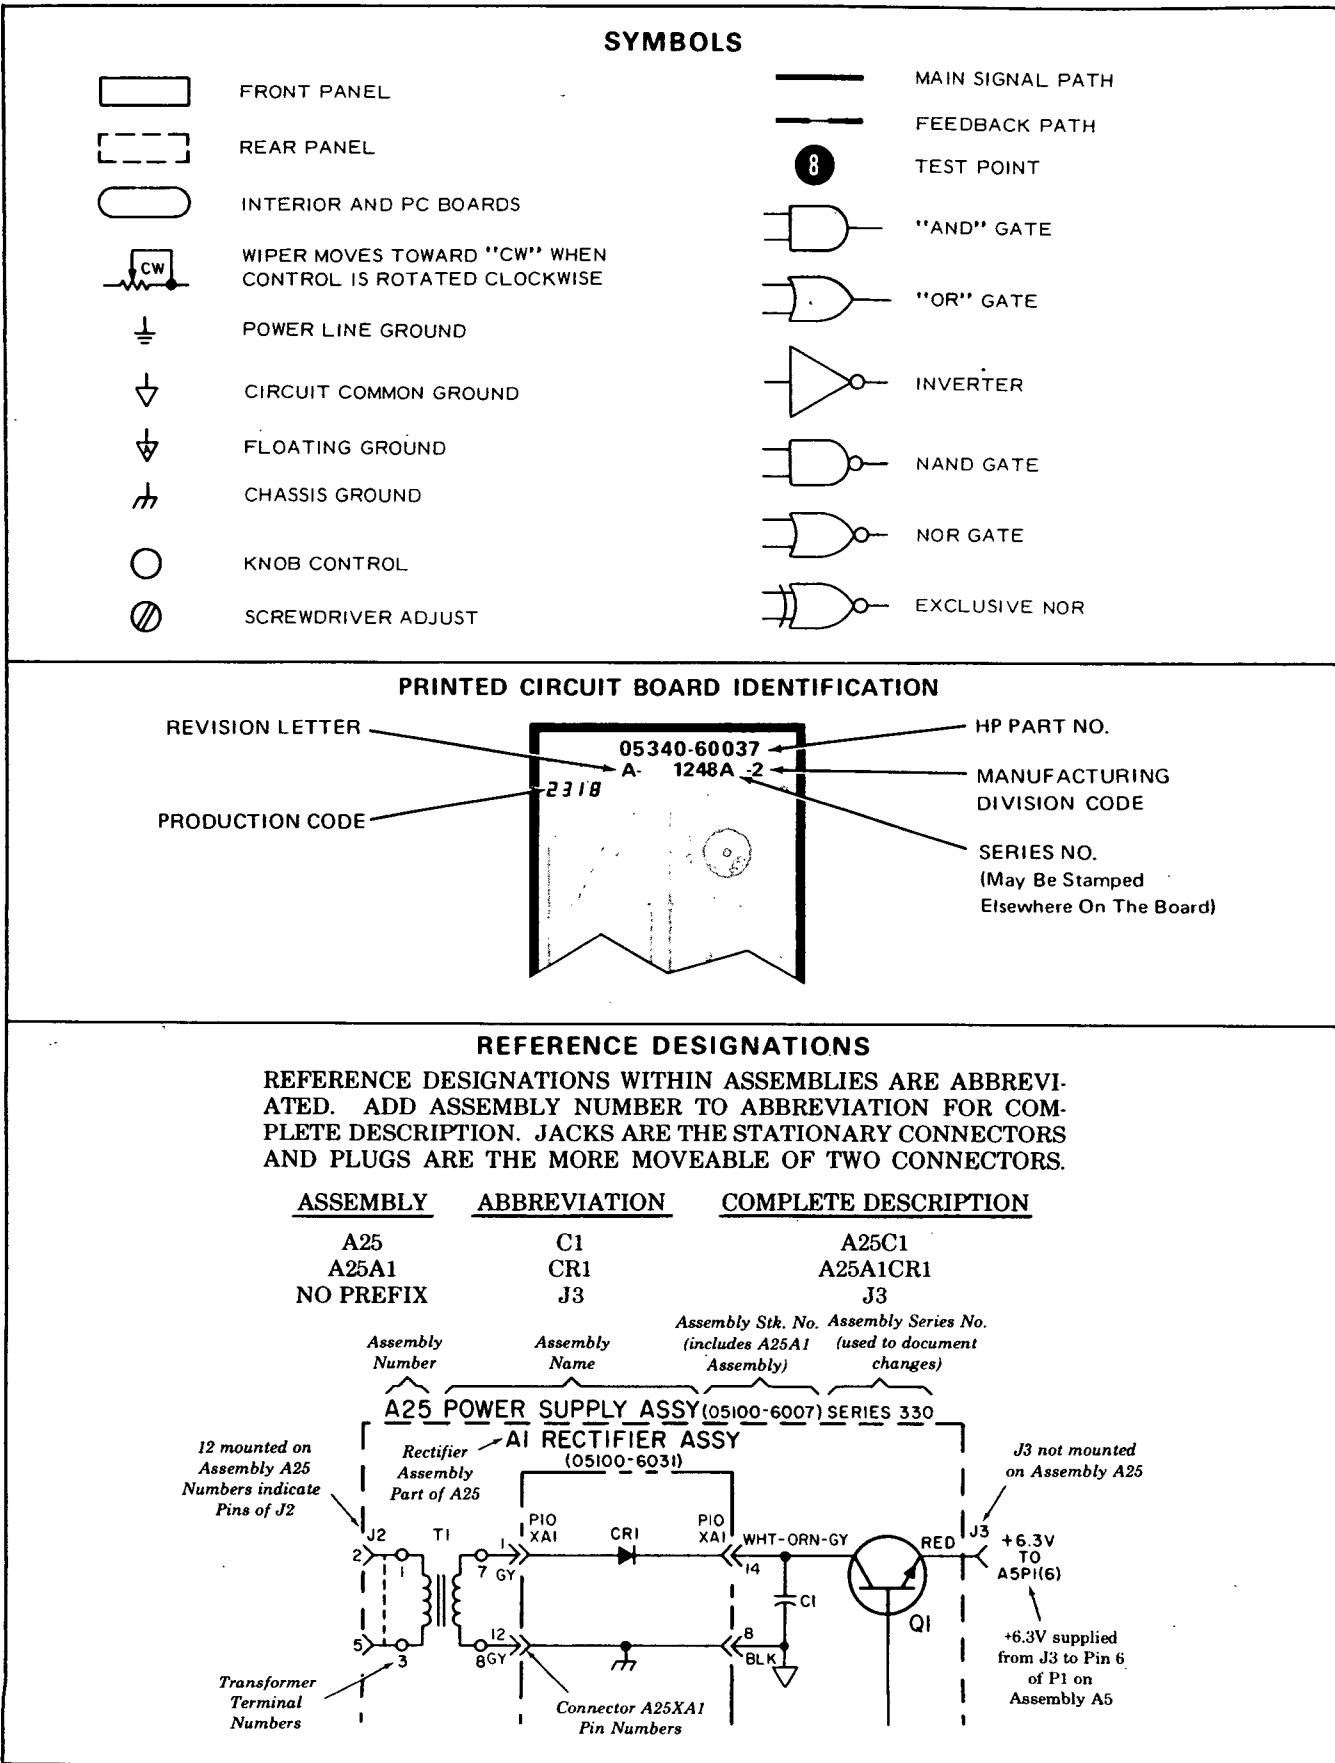 SYMBOLS
FRONT PANEL
REAR PANEL
INTERIOR AND PC BOARDS
CW
WIPER MOVES TOWARD "CW" WHEN
CONTROL IS ROTATED CLOCKWISE
POWER LINE GROUND
CIRCUIT COMMON GROUND
A
FLOATING GROUND
CHASSIS GROUND
KNOB CONTROL
SCREWDRIVER ADJUST
MAIN SIGNAL PATH
FEEDBACK PATH
8
TEST POINT
"AND" GATE
"OR" GATE
INVERTER
NAND GATE
NOR GATE
EXCLUSIVE NOR
PRINTED CIRCUIT BOARD IDENTIFICATION
REVISION LETTER
PRODUCTION CODE
05340-60037
A- 1248A -2
2318
HP PART NO.
MANUFACTURING
DIVISION CODE
SERIES NO.
(May Be Stamped
Elsewhere On The Board)
REFERENCE DESIGNATIONS
REFERENCE DESIGNATIONS WITHIN ASSEMBLIES ARE ABBREVI-
ATED. ADD ASSEMBLY NUMBER TO ABBREVIATION FOR COM-
PLETE DESCRIPTION. JACKS ARE THE STATIONARY CONNECTORS
AND PLUGS ARE THE MORE MOVEABLE OF TWO CONNECTORS.
ASSEMBLY ABBREVIATION COMPLETE DESCRIPTION
A25 C1 A25C1
A25A1 CR1 A25A1CR1
NO PREFIX J3 J3
Assembly
Number
Assembly
Name
Assembly Stk. No.
(includes A25A1
Assembly)
Assembly Series No.
(used to document
changes)
A25 POWER SUPPLY ASSY (05100-6007) SERIES 330
A1 RECTIFIER ASSY
(05100-6031)
12 mounted on
Assembly A25
Numbers indicate
Pins of J2
Rectifier
Assembly
Part of A25
J3 not mounted
on Assembly A25
J2
T1
2
1
7
1
GY
P10
XA1
CR1
P10
XA1
14
WHT-ORN-GY
RED
J3
+6.3V
TO
A5P1(6)
C1
Q1
5
3
8
12
GY
8
BLK
+6.3V supplied
from J3 to Pin 6
of P1 on
Assembly A5
Transformer
Terminal
Numbers
Connector A25XA1
Pin Numbers